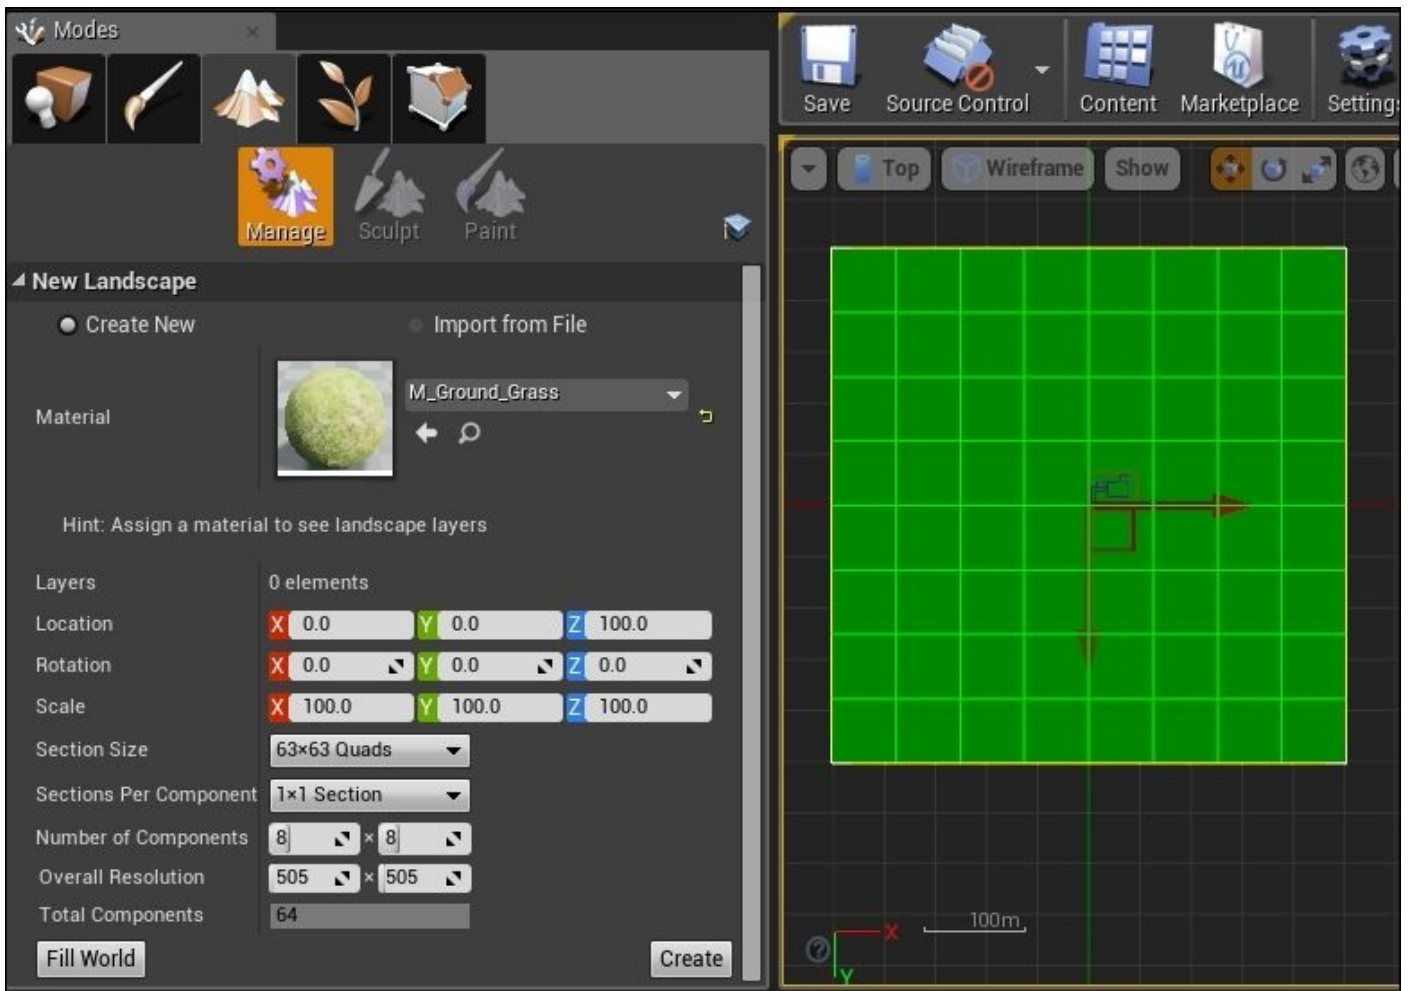 Modes
Save
Source Control
Content
Marketplace
Setting
Top
Wireframe
Show
Manage
Sculpt
Paint
New Landscape
Create New
Import from File
Material
M_Ground_Grass
Hint: Assign a material to see landscape layers
Layers 0 elements
Location X 0.0 Y 0.0 Z 100.0
Rotation X 0.0 Y 0.0 Z 0.0
Scale X 100.0 Y 100.0 Z 100.0
Section Size 63×63 Quads
Sections Per Component 1×1 Section
Number of Components 8 × 8
Overall Resolution 505 × 505
Total Components 64
Fill World
Create
100m
X
Y